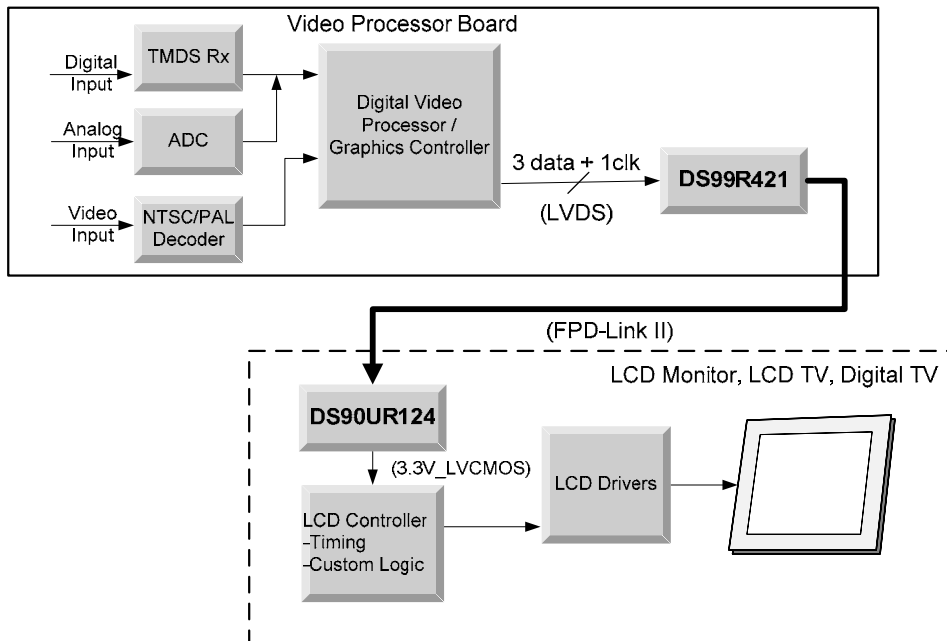 Video Processor Board
Digital
Input
TMDS Rx
Analog
Input
ADC
Video
Input
NTSC/PAL
Decoder
Digital Video
Processor /
Graphics Controller
3 data + 1clk
(LVDS)
DS99R421
(FPD-Link II)
LCD Monitor, LCD TV, Digital TV
DS90UR124
(3.3V_LVCMOS)
LCD Controller
-Timing
-Custom Logic
LCD Drivers